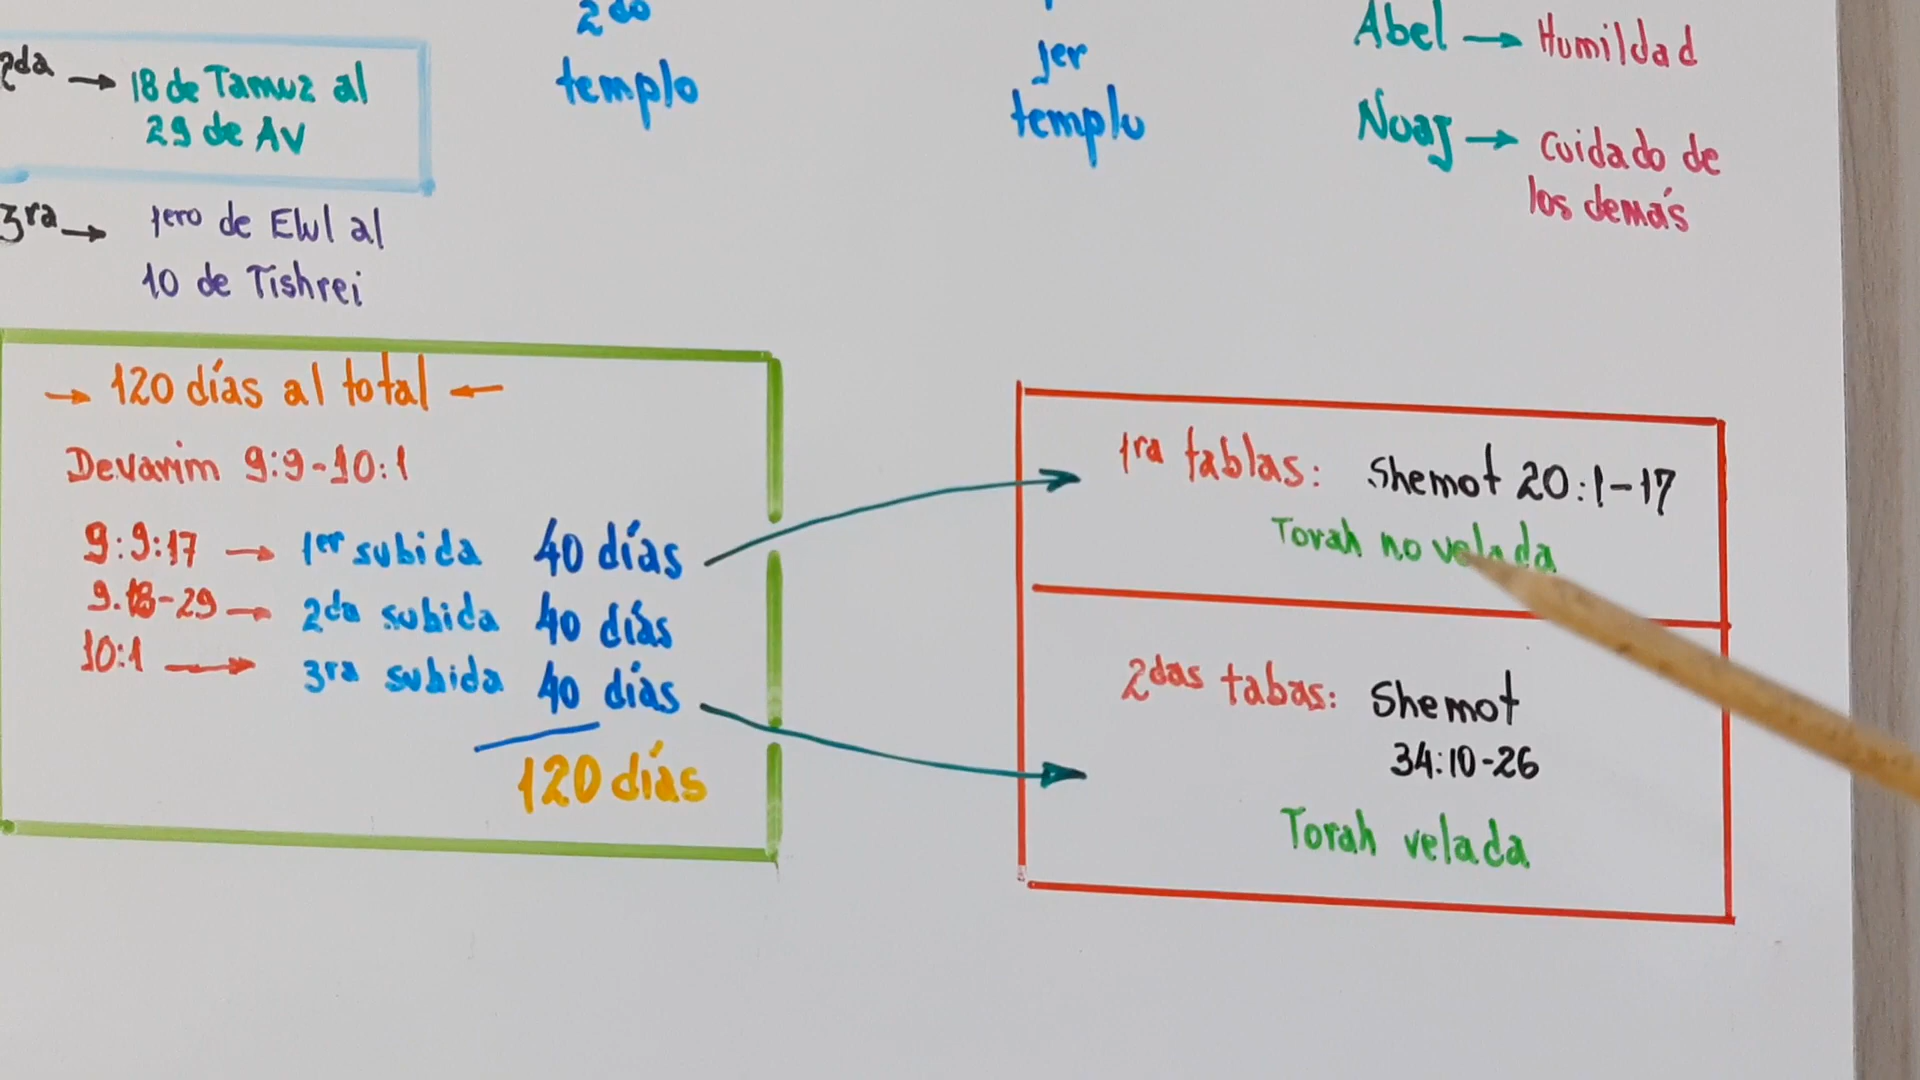 2da → 18 de Tamuz al
29 de Av
3ra → 1ero de Elul al
10 de Tishrei
2do
templo
1er
templo
Abel → Humildad
Noaj → Cuidado de
los demás
→ 120 días al total ←
Devarim 9:9-10:1
9:9:17 → 1er subida 40 días
9.18-29 → 2da subida 40 días
10:1 → 3ra subida 40 días
120 días
1ra tablas: Shemot 20:1-17
Torah no velada
2das tabas: Shemot
34:10-26
Torah velada